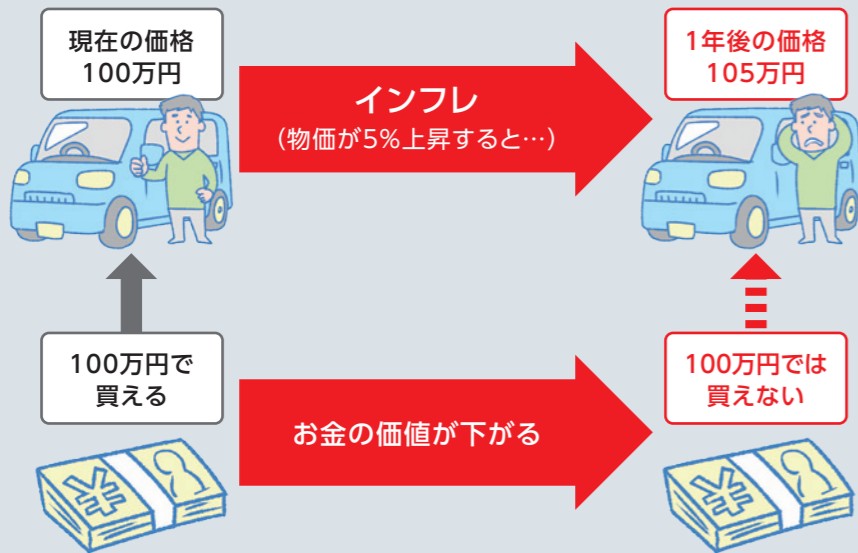 現在の価格
100万円
インフレ
（物価が5%上昇すると…）
1年後の価格
105万円
100万円で
買える
お金の価値が下がる
100万円では
買えない
¥
¥